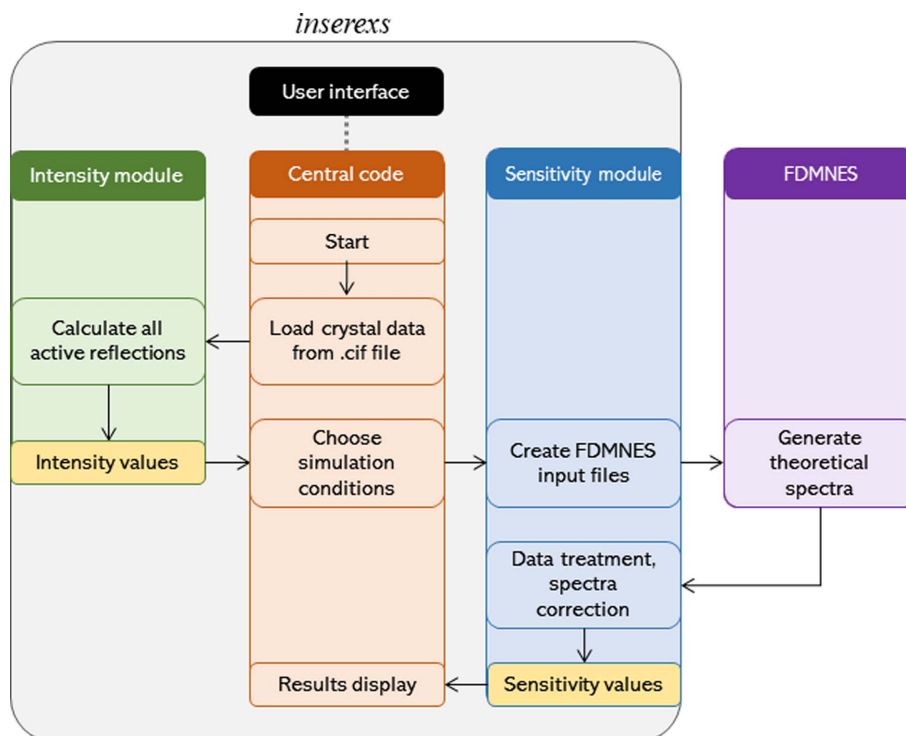 inserexs
User interface
Intensity module
Central code
Sensitivity module
FDMNES
Start
Calculate all
active reflections
Load crystal data
from .cif file
Intensity values
Choose
simulation
conditions
Create FDMNES
input files
Generate
theoretical
spectra
Data treatment,
spectra
correction
Results display
Sensitivity values